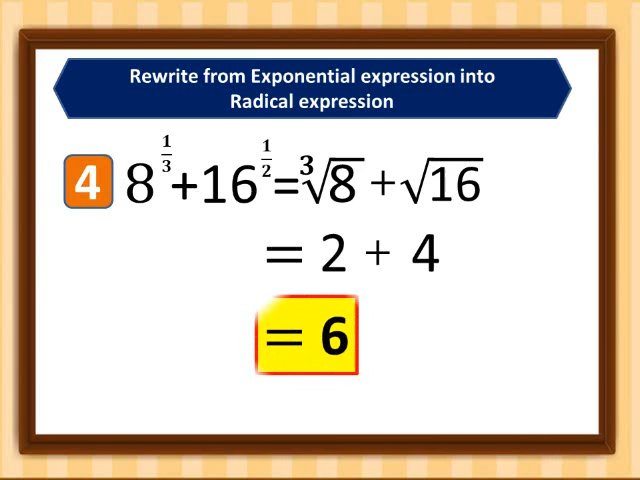 Rewrite from Exponential expression into
Radical expression
4 8^{1/3}+16^{1/2}=∛8 + √16
= 2 + 4
= 6